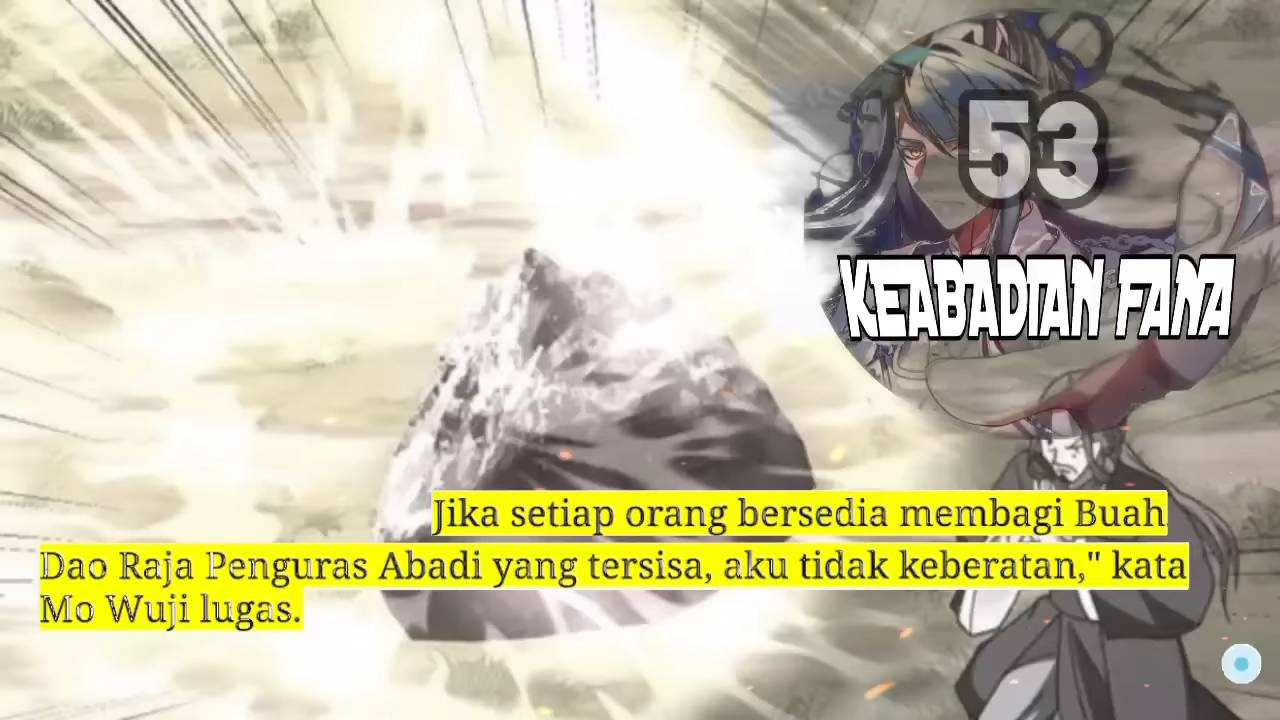 53
KEABADIAN FANA
Jika setiap orang bersedia membagi Buah
Dao Raja Penguras Abadi yang tersisa, aku tidak keberatan," kata
Mo Wuji lugas.